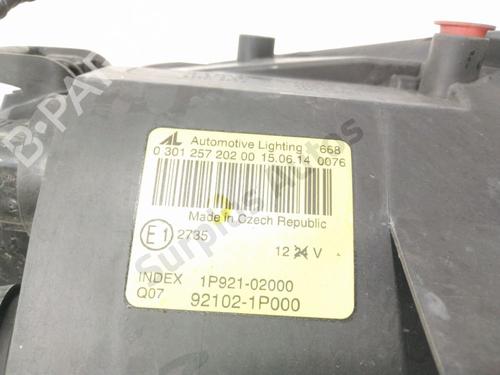 AL Automotive Lighting 668
0 301 257 202 00 15.06.14 0076
Made in Czech Republic
E1 2735
12 24 V
INDEX 1P921-02000
Q07 92102-1P000
B-PARTS
Surplus Autos